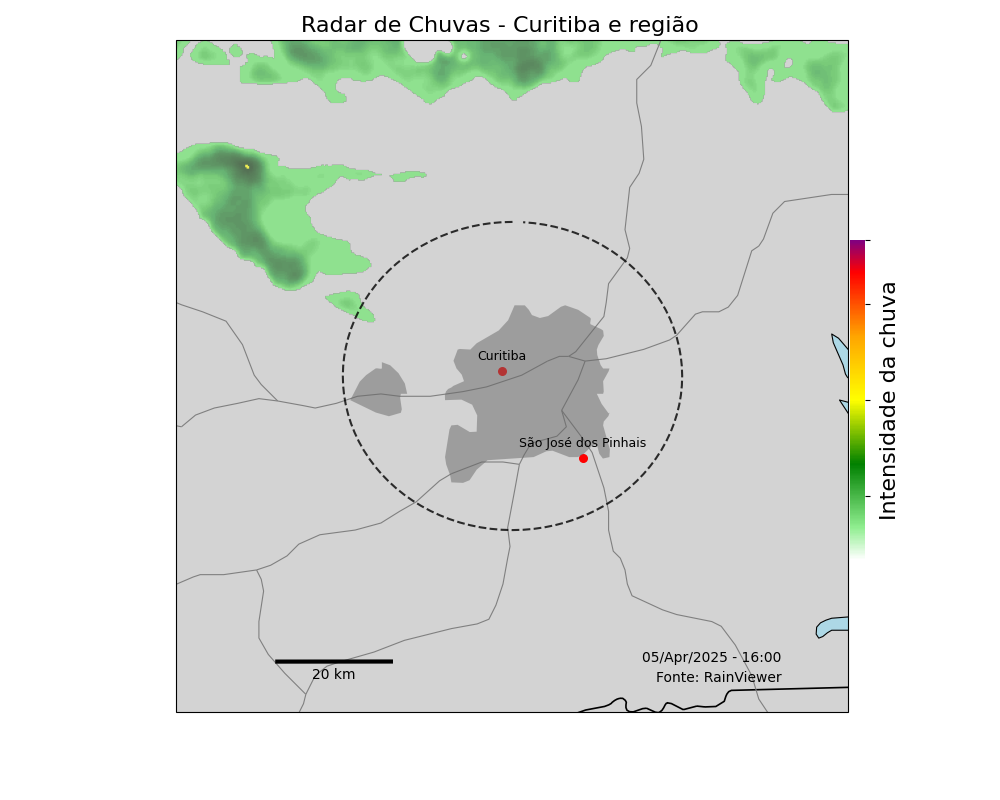 Radar de Chuvas - Curitiba e região
Curitiba
São José dos Pinhais
Intensidade da chuva
05/Apr/2025 - 16:00
20 km
Fonte: RainViewer